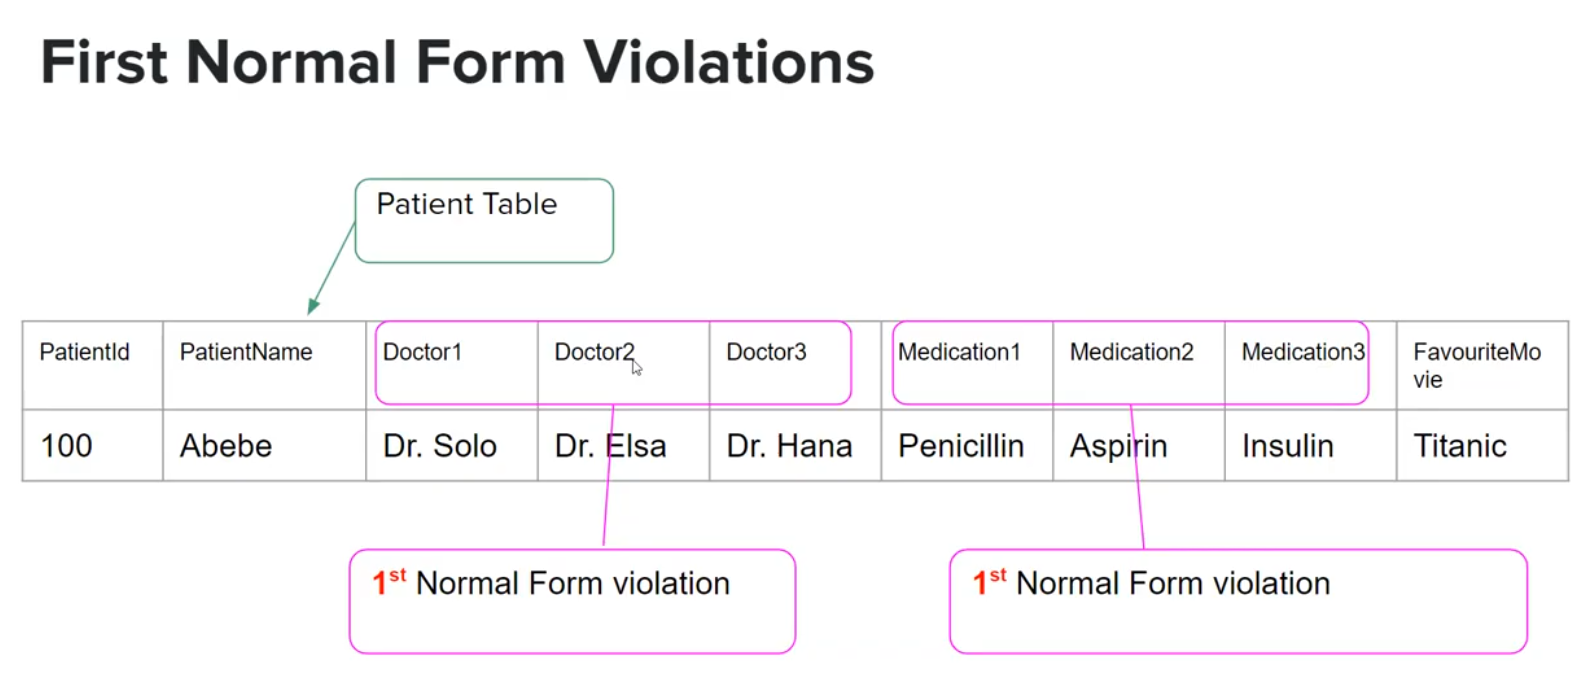 First Normal Form Violations
Patient Table
PatientId PatientName Doctor1 Doctor2 Doctor3 Medication1 Medication2 Medication3 FavouriteMo
vie
100 Abebe Dr. Solo Dr. Elsa Dr. Hana Penicillin Aspirin Insulin Titanic
1st Normal Form violation 1st Normal Form violation